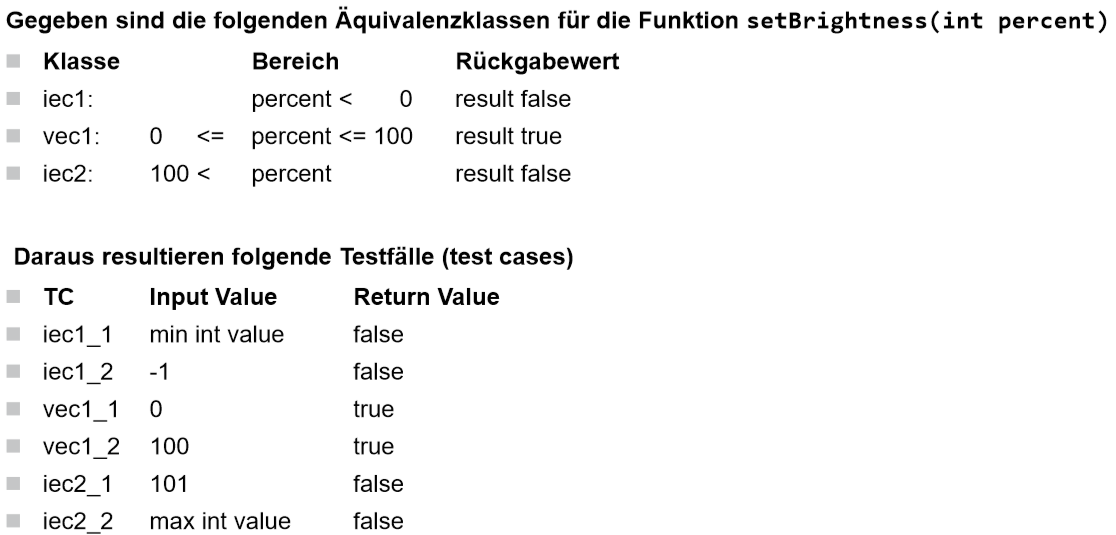 Gegeben sind die folgenden Äquivalenzklassen für die Funktion setBrightness(int percent)
Klasse Bereich Rückgabewert
iec1: percent < 0 result false
vec1: 0 <= percent <= 100 result true
iec2: 100 < percent result false
Daraus resultieren folgende Testfälle (test cases)
TC Input Value Return Value
iec1_1 min int value false
iec1_2 -1 false
vec1_1 0 true
vec1_2 100 true
iec2_1 101 false
iec2_2 max int value false